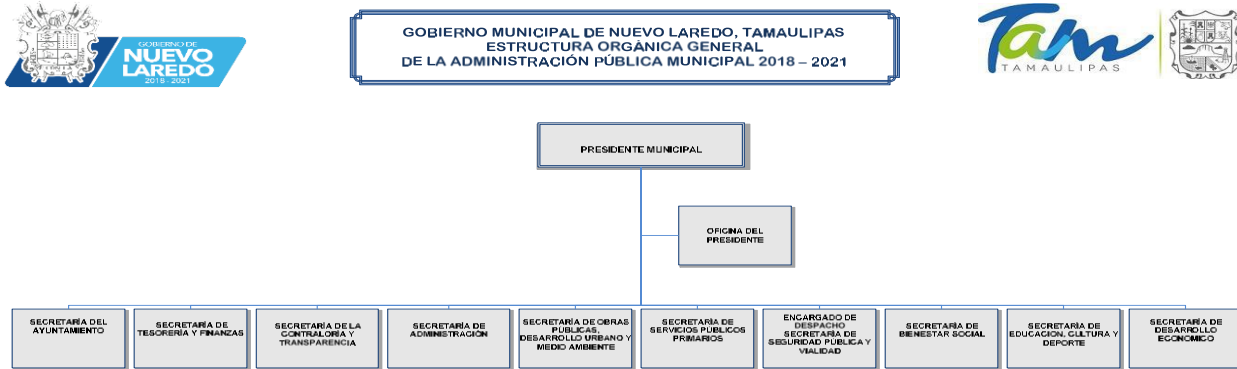 GOBIERNO DE
NUEVO
LAREDO
2018 - 2021
GOBIERNO MUNICIPAL DE NUEVO LAREDO, TAMAULIPAS
ESTRUCTURA ORGÁNICA GENERAL
DE LA ADMINISTRACIÓN PÚBLICA MUNICIPAL 2018 – 2021
Tam
TAMAULIPAS
PRESIDENTE MUNICIPAL
OFICINA DEL
PRESIDENTE
SECRETARÍA DEL
AYUNTAMIENTO
SECRETARÍA DE
TESORERÍA Y FINANZAS
SECRETARÍA DE LA
CONTRALORÍA Y
TRANSPARENCIA
SECRETARÍA DE
ADMINISTRACIÓN
SECRETARÍA DE OBRAS
PÚBLICAS,
DESARROLLO URBANO Y
MEDIO AMBIENTE
SECRETARÍA DE
SERVICIOS PÚBLICOS
PRIMARIOS
ENCARGADO DE
DESPACHO
SECRETARÍA DE
SEGURIDAD PÚBLICA Y
VIALIDAD
SECRETARÍA DE
BIENESTAR SOCIAL
SECRETARÍA DE
EDUCACION, CULTURA Y
DEPORTE
SECRETARÍA DE
DESARROLLO
ECONOMICO